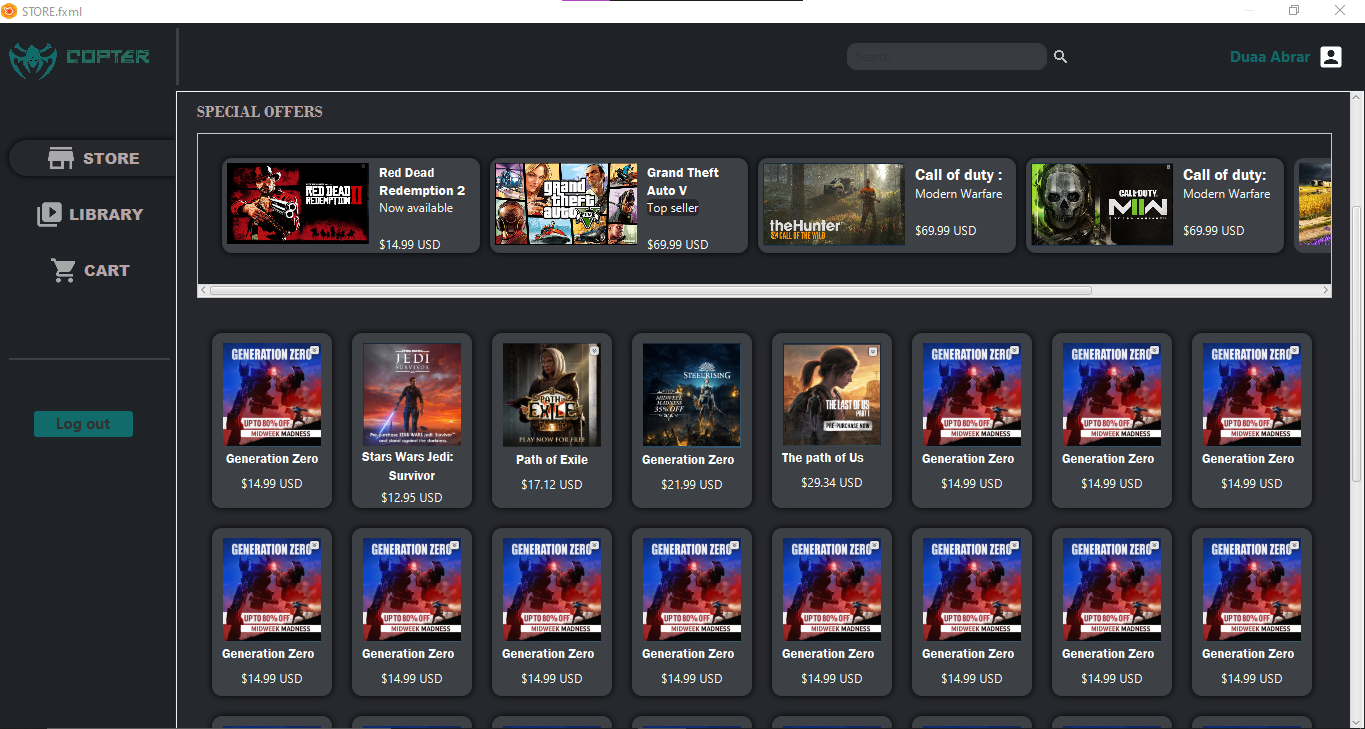 STORE.fxml
COPTER
Search
Duaa Abrar
STORE
LIBRARY
CART
Log out
SPECIAL OFFERS
RED DEAD
REDEMPTION II
Red Dead
Redemption 2
Now available
$14.99 USD
grand
theft
auto V
Grand Theft
Auto V
Top seller
$69.99 USD
theHunter
CALL OF THE WILD
Call of duty :
Modern Warfare
$69.99 USD
CALL OF DUTY
MWII
Call of duty:
Modern Warfare
$69.99 USD
GENERATION ZERO
UP TO 80% OFF
MIDWEEK MADNESS
Generation Zero
$14.99 USD
STAR WARS
JEDI
SURVIVOR
Pre-purchase STAR WARS Jedi: Survivor™
and stand against the darkness.
Stars Wars Jedi:
Survivor
$12.95 USD
PATH OF
EXILE
PLAY NOW FOR FREE
Path of Exile
$17.12 USD
STEELRISING
MIDWEEK
MADNESS
35% OFF
Generation Zero
$21.99 USD
THE LAST OF US
PART I
PRE-PURCHASE NOW
The path of Us
$29.34 USD
GENERATION ZERO
UP TO 80% OFF
MIDWEEK MADNESS
Generation Zero
$14.99 USD
GENERATION ZERO
UP TO 80% OFF
MIDWEEK MADNESS
Generation Zero
$14.99 USD
GENERATION ZERO
UP TO 80% OFF
MIDWEEK MADNESS
Generation Zero
$14.99 USD
GENERATION ZERO
UP TO 80% OFF
MIDWEEK MADNESS
Generation Zero
$14.99 USD
GENERATION ZERO
UP TO 80% OFF
MIDWEEK MADNESS
Generation Zero
$14.99 USD
GENERATION ZERO
UP TO 80% OFF
MIDWEEK MADNESS
Generation Zero
$14.99 USD
GENERATION ZERO
UP TO 80% OFF
MIDWEEK MADNESS
Generation Zero
$14.99 USD
GENERATION ZERO
UP TO 80% OFF
MIDWEEK MADNESS
Generation Zero
$14.99 USD
GENERATION ZERO
UP TO 80% OFF
MIDWEEK MADNESS
Generation Zero
$14.99 USD
GENERATION ZERO
UP TO 80% OFF
MIDWEEK MADNESS
Generation Zero
$14.99 USD
GENERATION ZERO
UP TO 80% OFF
MIDWEEK MADNESS
Generation Zero
$14.99 USD